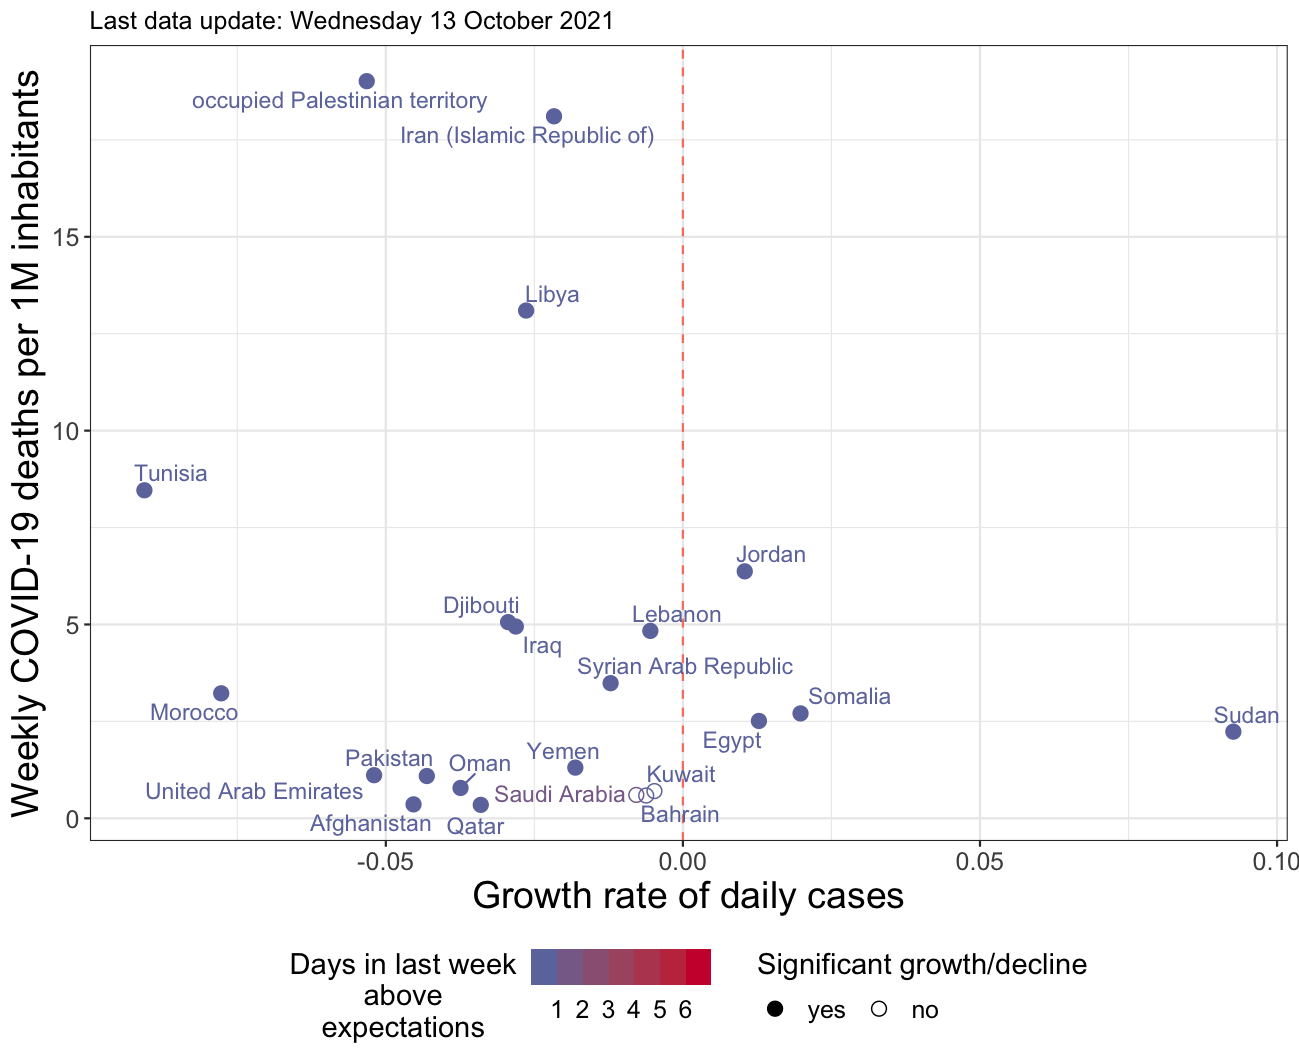 Last data update: Wednesday 13 October 2021
Weekly COVID-19 deaths per 1M inhabitants
occupied Palestinian territory
Iran (Islamic Republic of)
15
Libya
10
Tunisia
Jordan
Djibouti
Lebanon
5
Iraq
Syrian Arab Republic
Somalia
Morocco
Sudan
Egypt
Yemen
Pakistan
Oman
Kuwait
United Arab Emirates
Saudi Arabia
Bahrain
0
Afghanistan
Qatar
-0.05 0.00 0.05 0.10
Growth rate of daily cases
Days in last week
above
expectations
1 2 3 4 5 6
Significant growth/decline
yes no